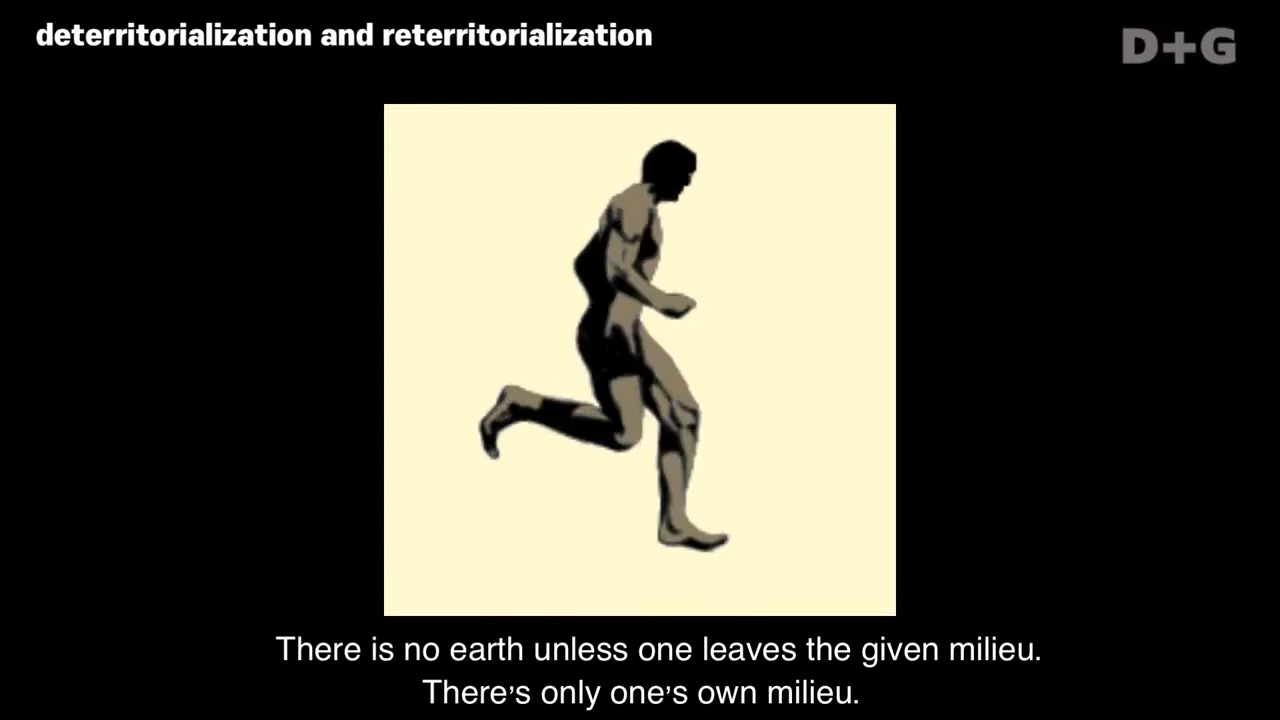 deterritorialization and reterritorialization
D+G
There is no earth unless one leaves the given milieu.
There's only one's own milieu.